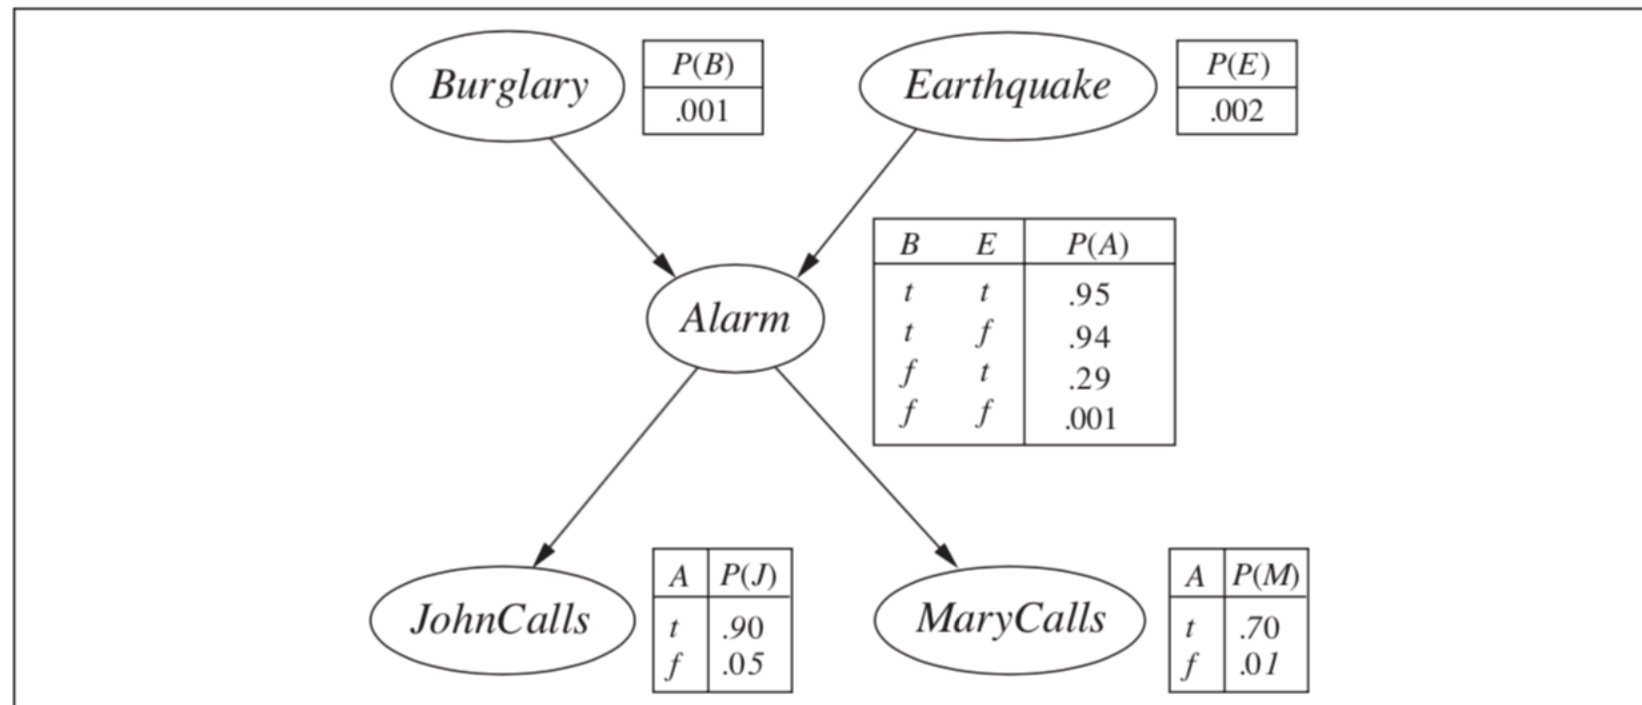 Burglary
P(B)
.001
Earthquake
P(E)
.002
Alarm
B E P(A)
t t .95
t f .94
f t .29
f f .001
JohnCalls
A P(J)
t .90
f .05
MaryCalls
A P(M)
t .70
f .01